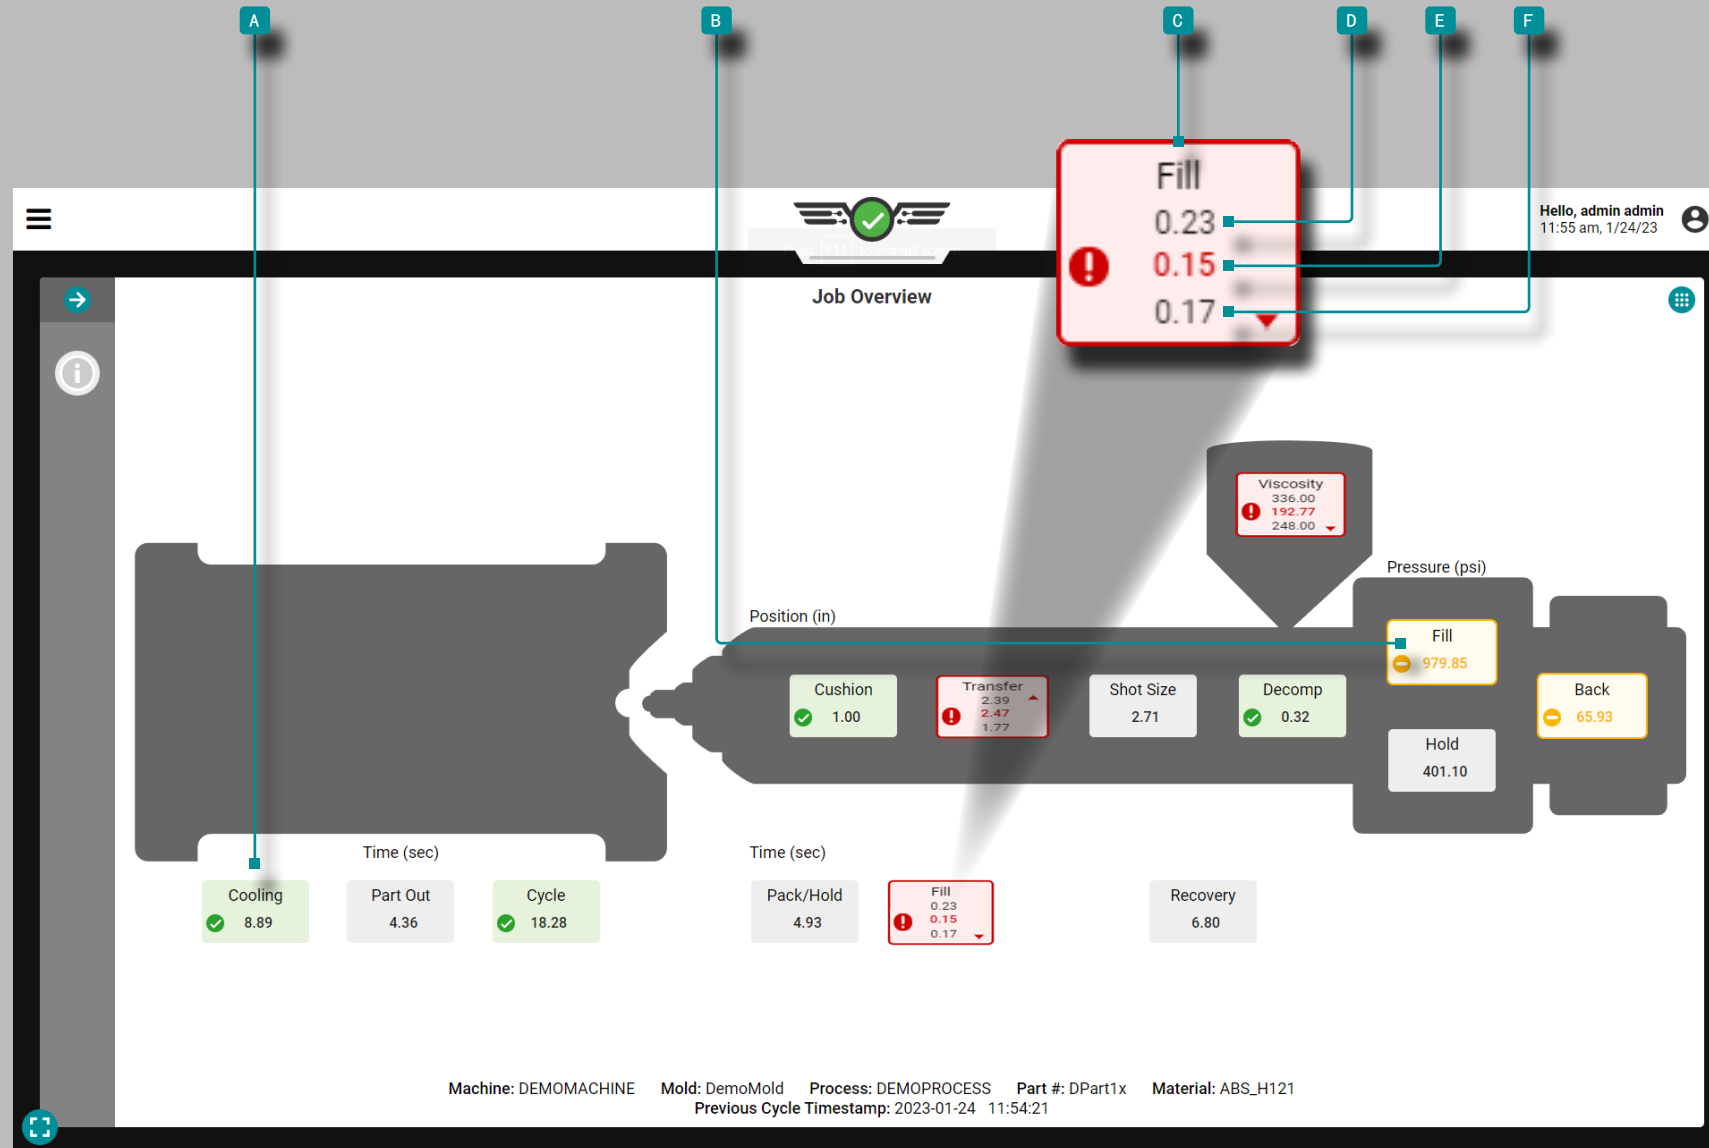 A
B
C
D
E
F
Fill
0.23
0.15
0.17
Hello, admin admin
11:55 am, 1/24/23
Job Overview
Viscosity
336.00
192.77
248.00
Pressure (psi)
Position (in)
Fill
979.85
Cushion
1.00
Transfer
2.39
2.47
1.77
Shot Size
2.71
Decomp
0.32
Back
65.93
Hold
401.10
Time (sec)
Time (sec)
Cooling
8.89
Part Out
4.36
Cycle
18.28
Pack/Hold
4.93
Fill
0.23
0.15
0.17
Recovery
6.80
Machine: DEMOMACHINE Mold: DemoMold Process: DEMOPROCESS Part #: DPart1x Material: ABS_H121
Previous Cycle Timestamp: 2023-01-24 11:54:21